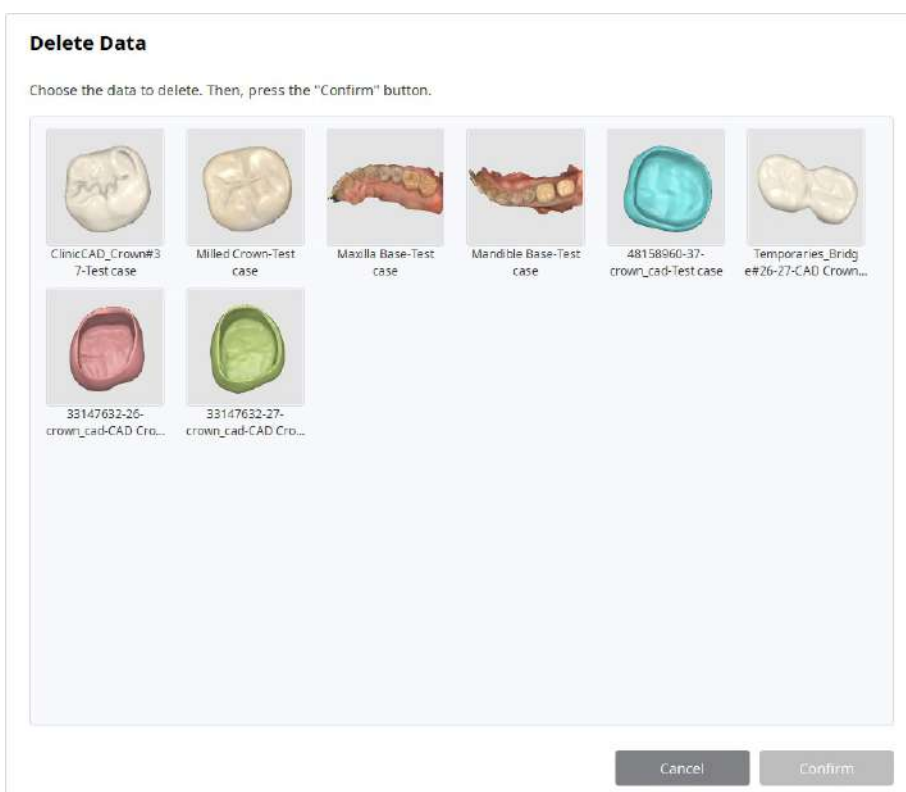 Delete Data
Choose the data to delete. Then, press the "Confirm" button.
ClinicCAD_Crown#3
7-Test case
Milled Crown-Test
case
Maxilla Base-Test
case
Mandible Base-Test
case
48158960-37-
crown_cad-Test case
Temporaries_Bridg
e#26-27-CAD Crown...
33147632-26-
crown_cad-CAD Cro...
33147632-27-
crown_cad-CAD Cro...
Cancel
Confirm